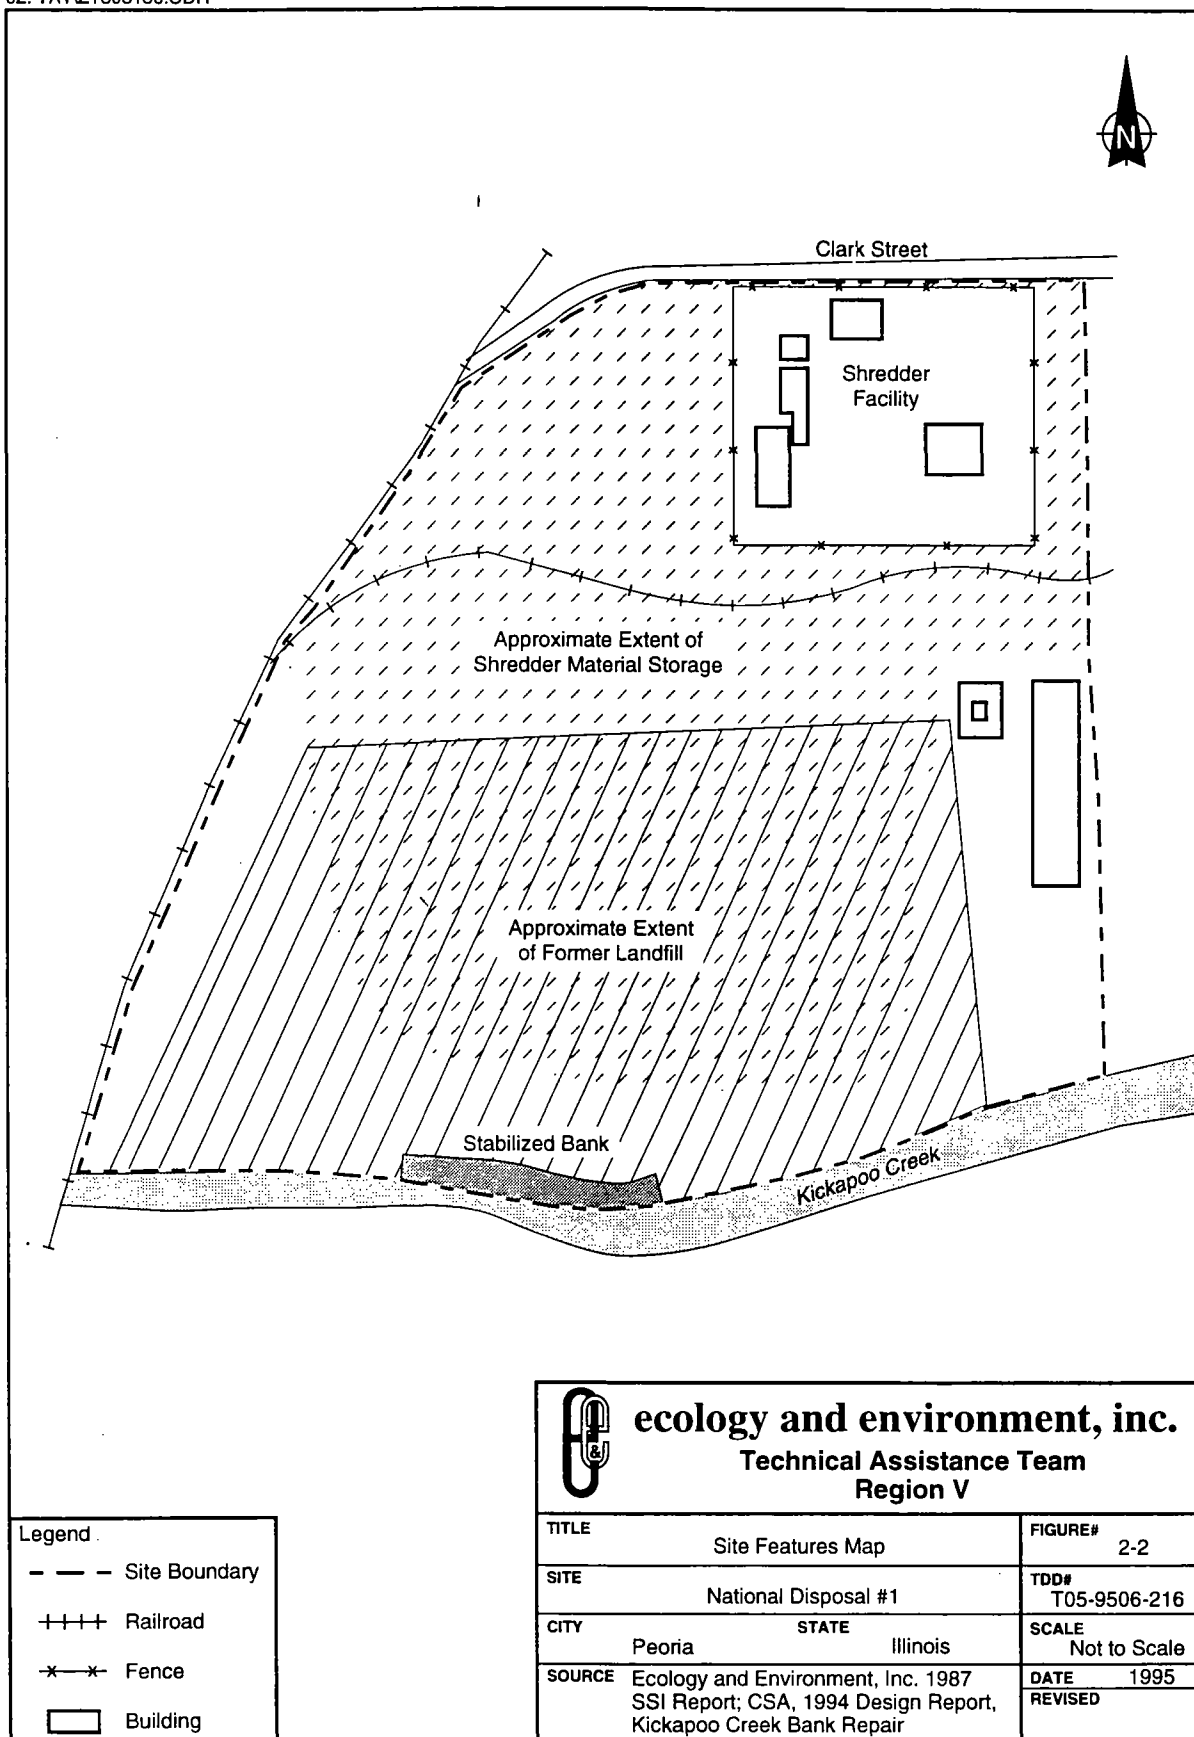 N
Clark Street
Shredder
Facility
Approximate Extent of
Shredder Material Storage
Approximate Extent
of Former Landfill
Stabilized Bank
Kickapoo Creek
ecology and environment, inc.
Technical Assistance Team
Region V
TITLE
Site Features Map
FIGURE#
2-2
SITE
National Disposal #1
TDD#
T05-9506-216
CITY STATE
Peoria Illinois
SCALE
Not to Scale
SOURCE Ecology and Environment, Inc. 1987
SSI Report; CSA, 1994 Design Report,
Kickapoo Creek Bank Repair
DATE 1995
REVISED
Legend
Site Boundary
Railroad
Fence
Building